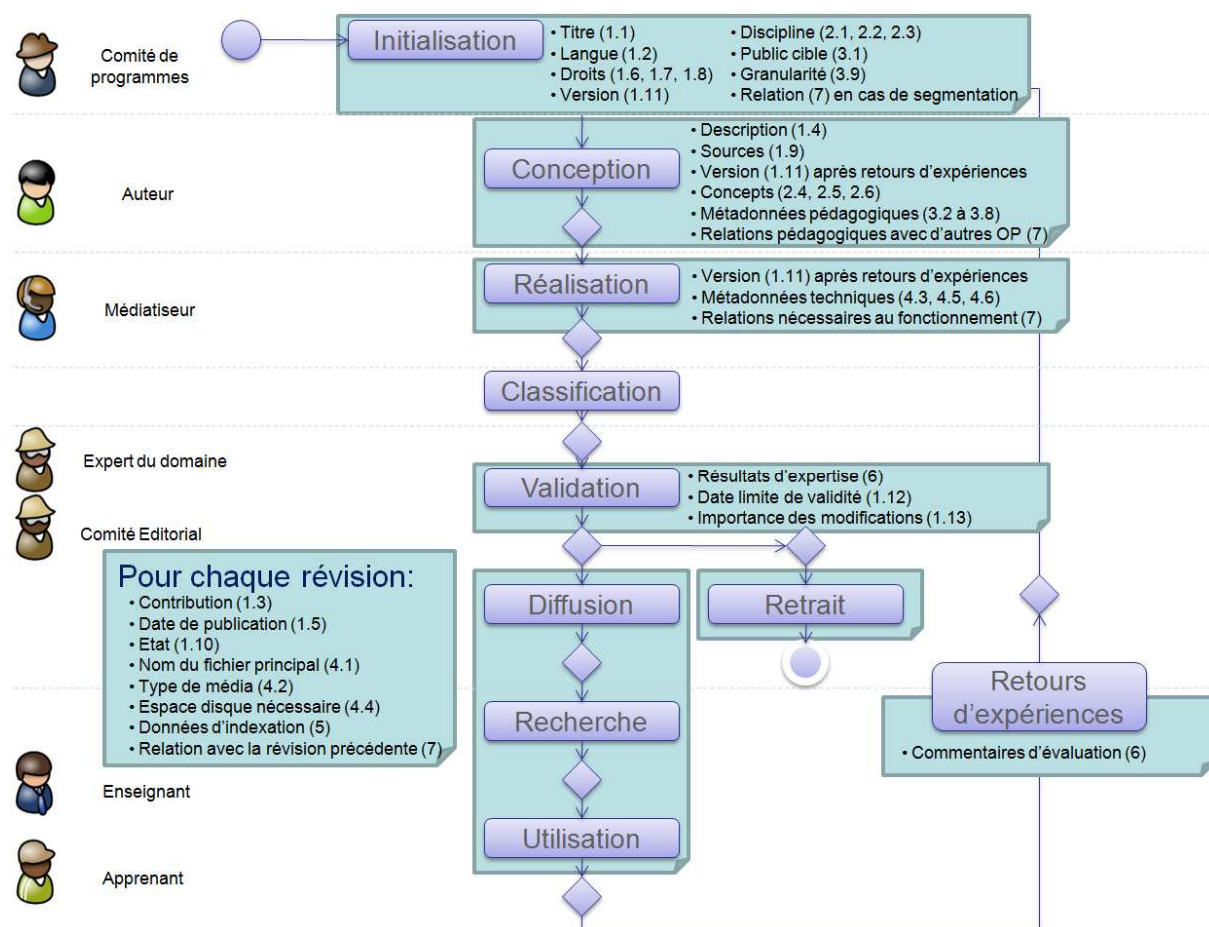 Comité de
programmes
Initialisation
• Titre (1.1)
• Langue (1.2)
• Droits (1.6, 1.7, 1.8)
• Version (1.11)
• Discipline (2.1, 2.2, 2.3)
• Public cible (3.1)
• Granularité (3.9)
• Relation (7) en cas de segmentation
Auteur
Conception
• Description (1.4)
• Sources (1.9)
• Version (1.11) après retours d'expériences
• Concepts (2.4, 2.5, 2.6)
• Métadonnées pédagogiques (3.2 à 3.8)
• Relations pédagogiques avec d'autres OP (7)
Médiatiseur
Réalisation
• Version (1.11) après retours d'expériences
• Métadonnées techniques (4.3, 4.5, 4.6)
• Relations nécessaires au fonctionnement (7)
Classification
Expert du domaine
Validation
• Résultats d'expertise (6)
• Date limite de validité (1.12)
• Importance des modifications (1.13)
Comité Editorial
Pour chaque révision:
• Contribution (1.3)
• Date de publication (1.5)
• Etat (1.10)
• Nom du fichier principal (4.1)
• Type de média (4.2)
• Espace disque nécessaire (4.4)
• Données d'indexation (5)
• Relation avec la révision précédente (7)
Diffusion
Retrait
Recherche
Retours
d'expériences
• Commentaires d'évaluation (6)
Enseignant
Utilisation
Apprenant